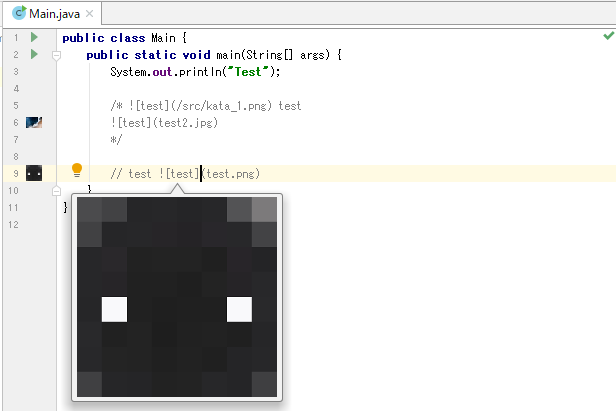 Main.java
1 public class Main {
2 public static void main(String[] args) {
3 System.out.println("Test");
4
5 /* ![test](/src/kata_1.png) test
6 ![test](test2.jpg)
7 */
8
9 // test ![test](test.png)
10 }
11 }
12